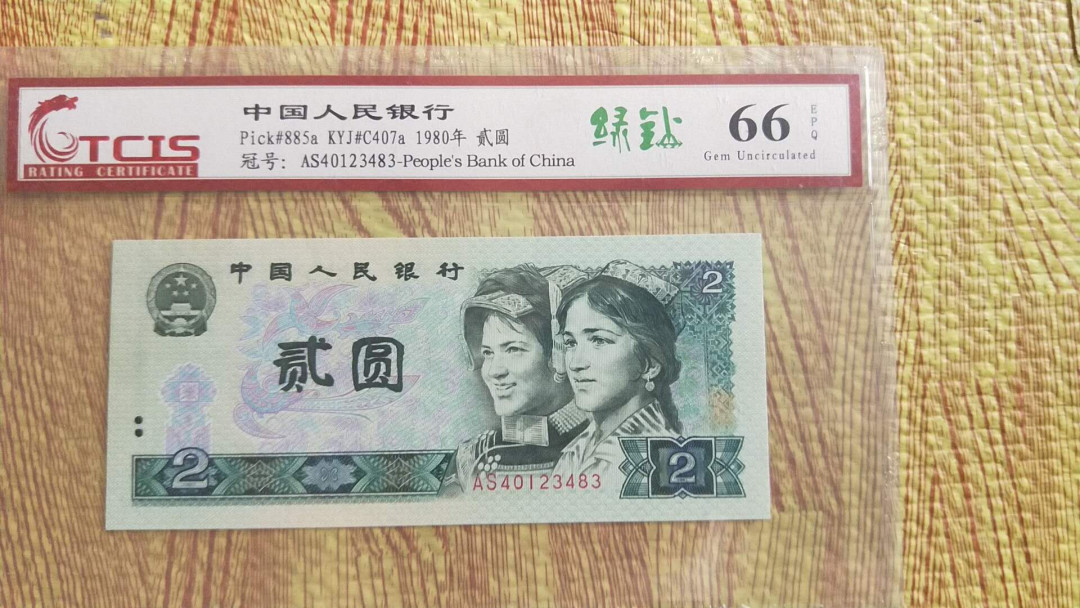 TCIS
RATING CERTIFICATE
中国人民银行
Pick#885a KYJ#C407a 1980年 贰圆
冠号: AS40123483-People's Bank of China
绿钻
66
EPQ
Gem Uncirculated
中国人民银行
2
贰圆
2
2
AS40123483